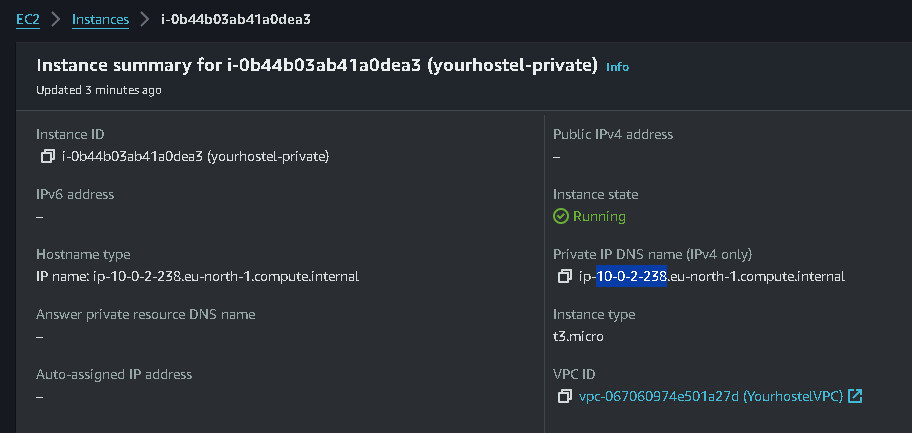 EC2 > Instances > i-0b44b03ab41a0dea3
Instance summary for i-0b44b03ab41a0dea3 (yourhostel-private) Info
Updated 3 minutes ago
Instance ID
i-0b44b03ab41a0dea3 (yourhostel-private)
IPv6 address
–
Hostname type
IP name: ip-10-0-2-238.eu-north-1.compute.internal
Answer private resource DNS name
–
Auto-assigned IP address
–
Public IPv4 address
–
Instance state
Running
Private IP DNS name (IPv4 only)
ip-10-0-2-238.eu-north-1.compute.internal
Instance type
t3.micro
VPC ID
vpc-067060974e501a27d (YourhostelVPC)